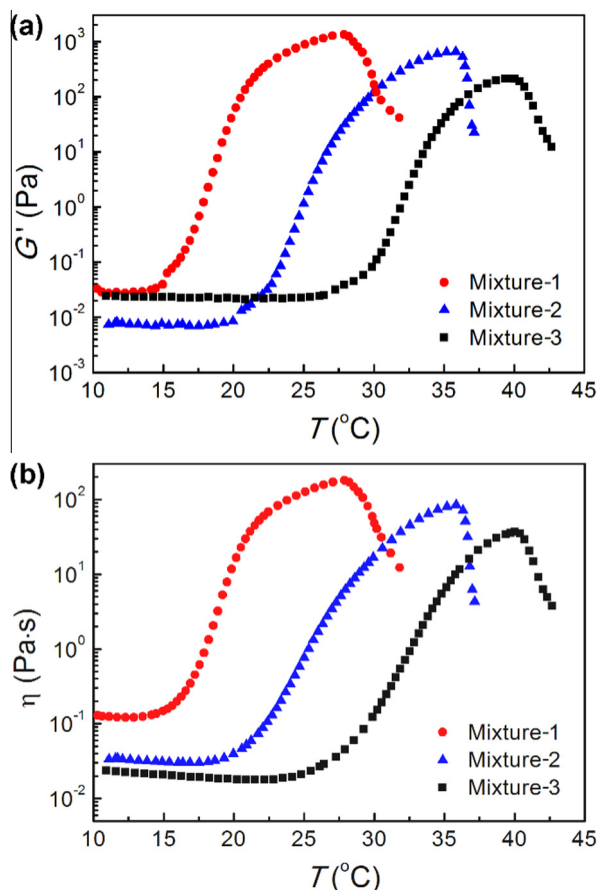 (a)
10³
10²
10¹
10⁰
10⁻¹
10⁻²
10⁻³
G' (Pa)
Mixture-1
Mixture-2
Mixture-3
10 15 20 25 30 35 40 45
T (°C)
(b)
10²
10¹
10⁰
10⁻¹
10⁻²
η (Pa·s)
Mixture-1
Mixture-2
Mixture-3
10 15 20 25 30 35 40 45
T (°C)